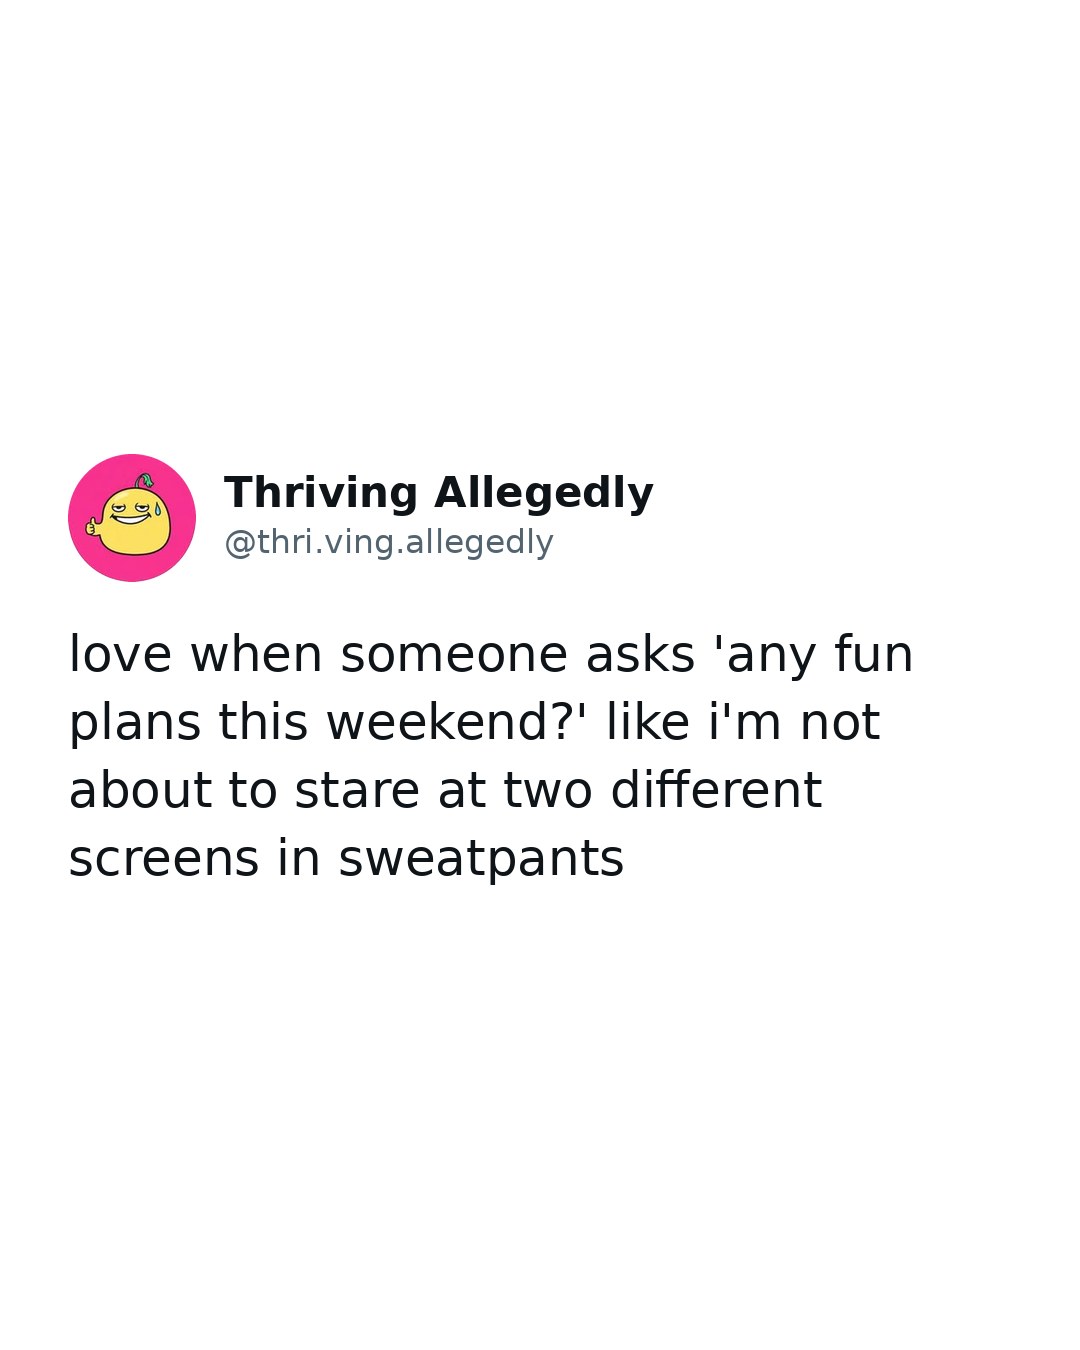 Thriving Allegedly
@thri.ving.allegedly
love when someone asks 'any fun
plans this weekend?' like i'm not
about to stare at two different
screens in sweatpants